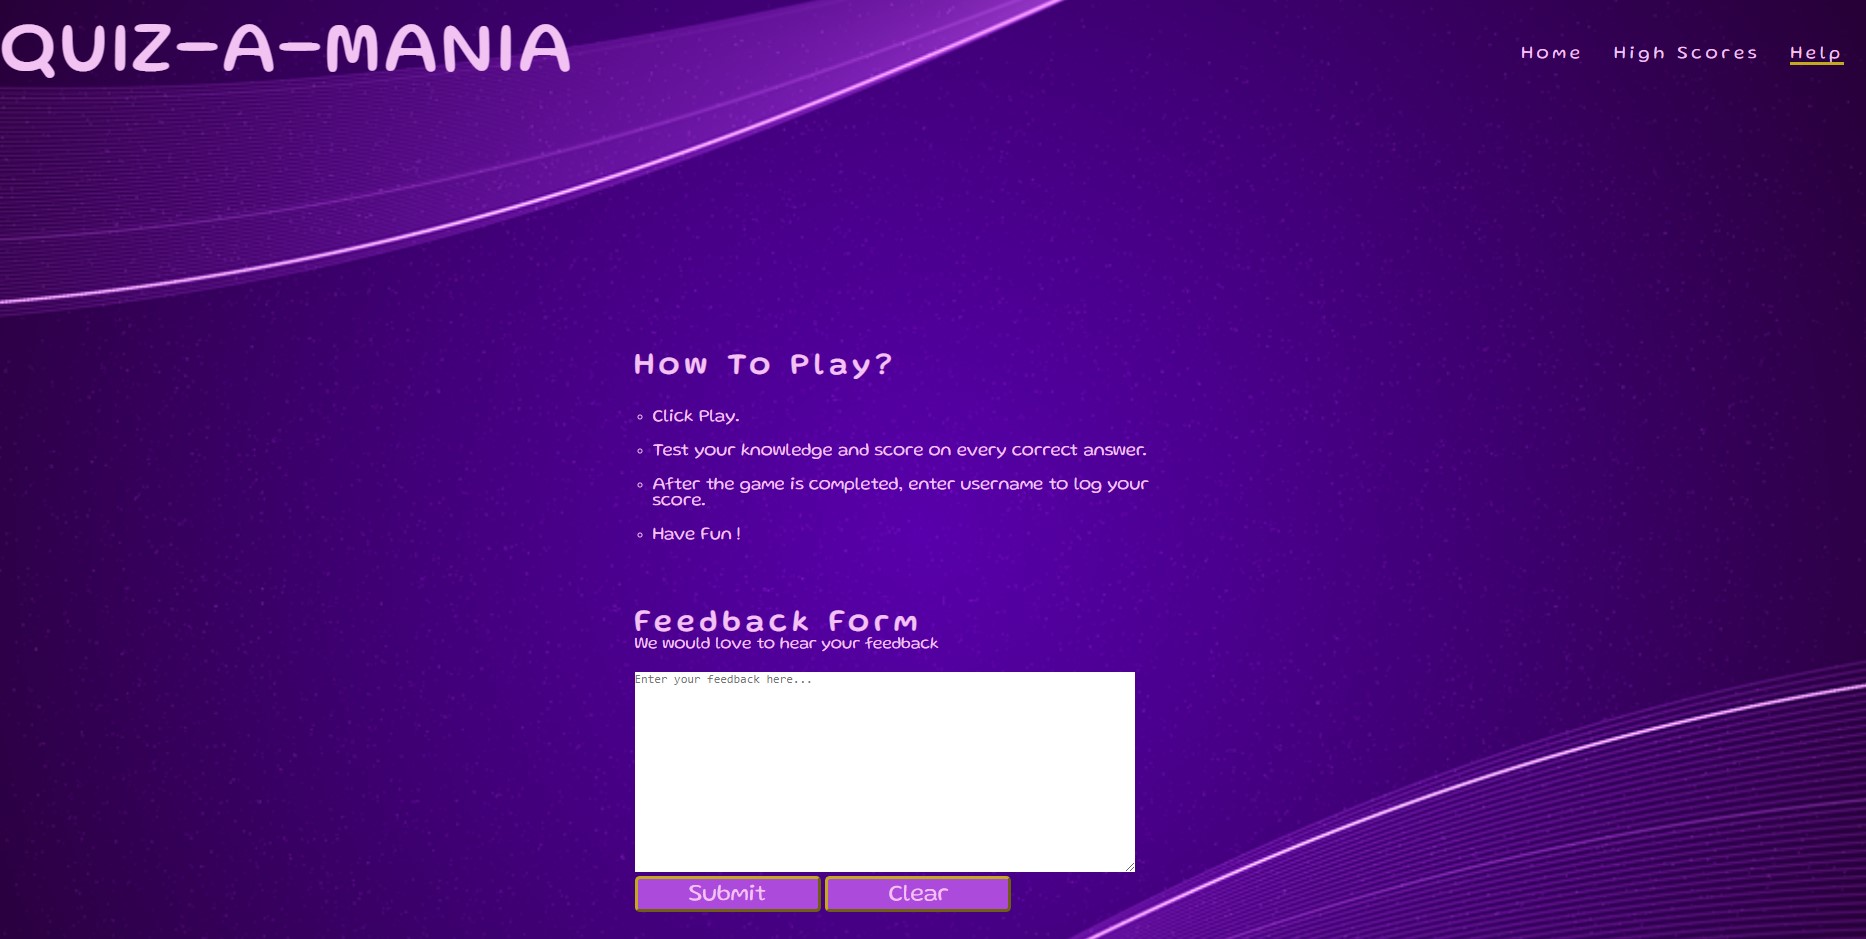 QUIZ-A-MANIA
Home High Scores Help
How To Play?
Click Play.
Test your knowledge and score on every correct answer.
After the game is completed, enter username to log your
score.
Have Fun !
Feedback Form
We would love to hear your feedback
Enter your feedback here...
Submit Clear